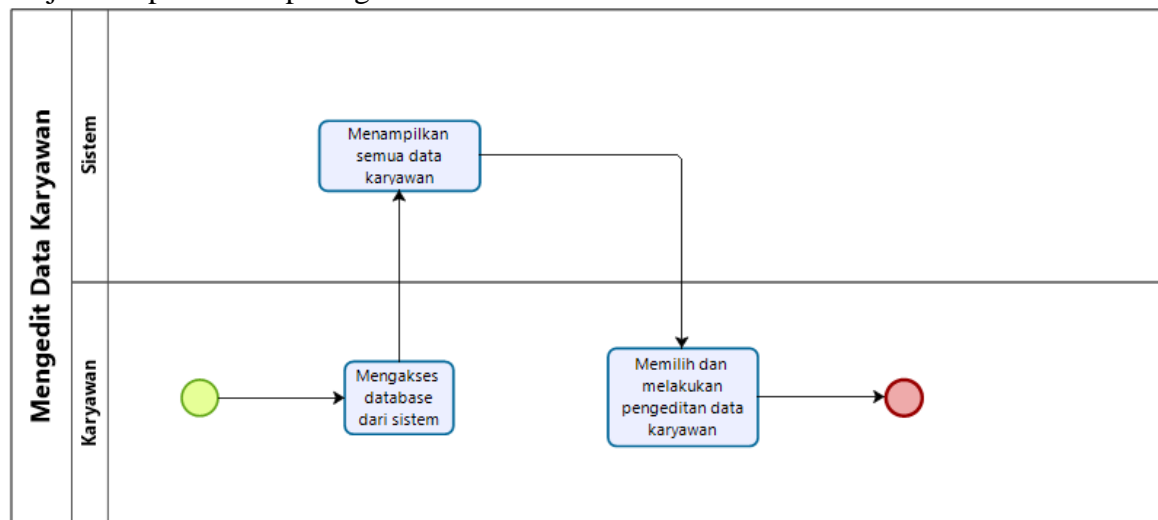 Mengedit Data Karyawan
Sistem
Menampilkan
semua data
karyawan
Karyawan
Mengakses
database
dari sistem
Memilih dan
melakukan
pengeditan data
karyawan